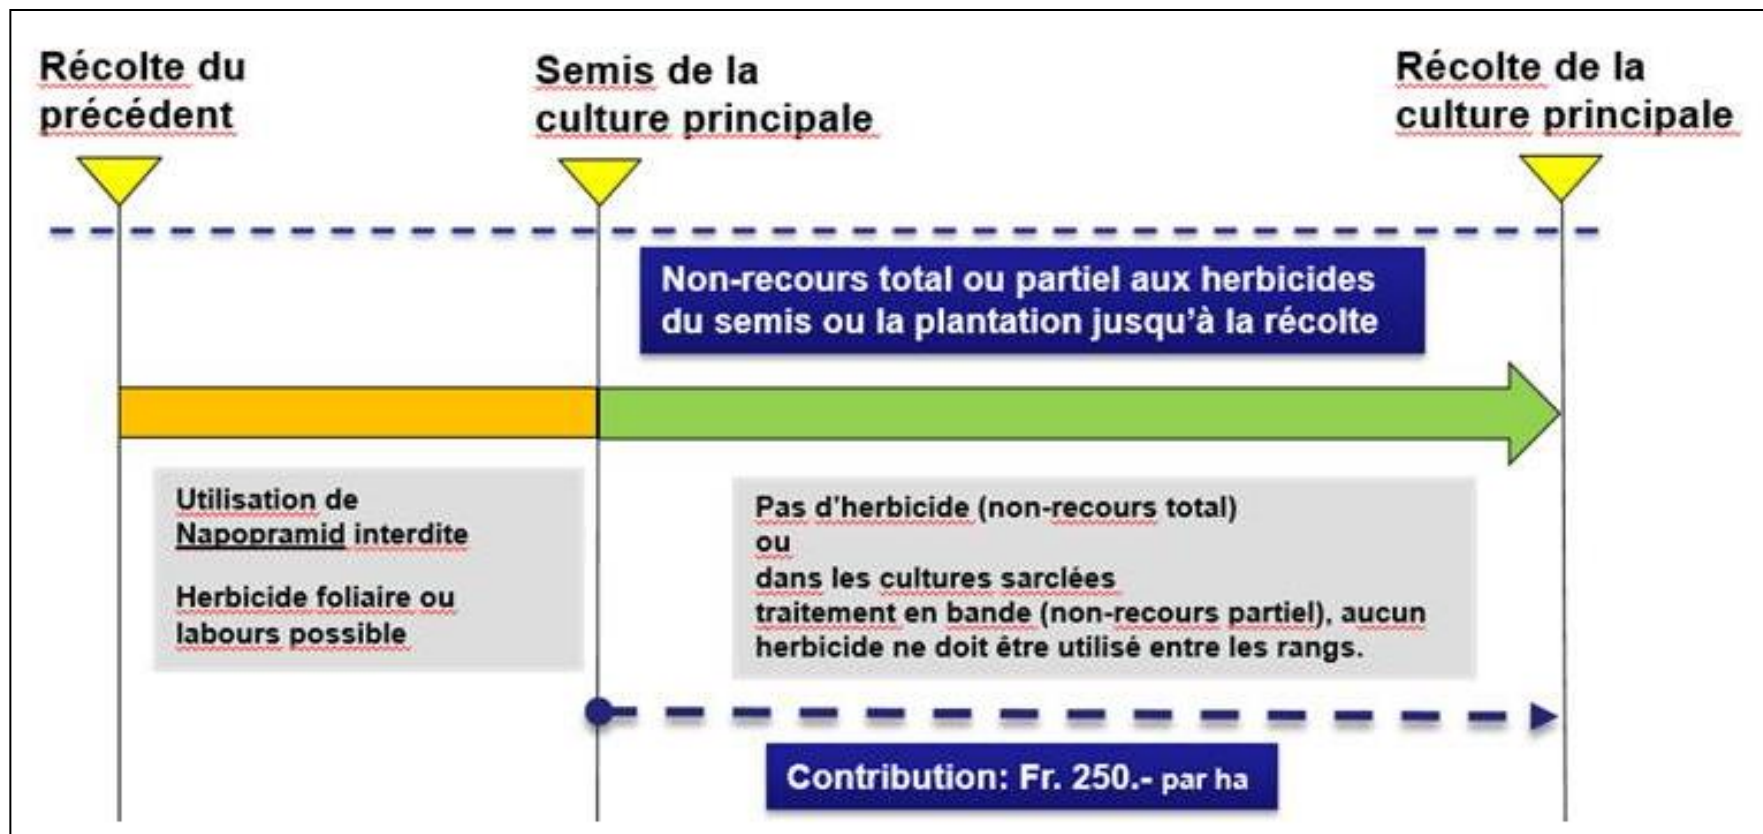 Récolte du
précédent
Semis de la
culture principale
Récolte de la
culture principale
Non-recours total ou partiel aux herbicides
du semis ou la plantation jusqu'à la récolte
Utilisation de
Napopramid interdite
Herbicide foliaire ou
labours possible
Pas d'herbicide (non-recours total)
ou
dans les cultures sarclées
traitement en bande (non-recours partiel), aucun
herbicide ne doit être utilisé entre les rangs.
Contribution: Fr. 250.- par ha